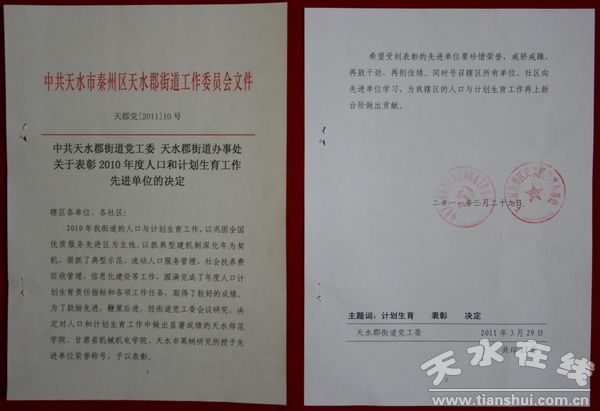 中共天水市秦州区天水郡街道工作委员会文件
天郡党[2011]10号
中共天水郡街道党工委 天水郡街道办事处
关于表彰2010年度人口和计划生育工作
先进单位的决定
辖区各单位、各社区：
2010年我街道的人口与计划生育工作，以巩固全国
优质服务先进区为主线，以抓典型建机制深化年为契
机，狠抓了典型示范、流动人口服务管理、社会抚养费
征收管理、信息化建设等工作，圆满完成了年度人口计
划生育责任指标和各项工作任务，取得了较好的成绩。
为了鼓励先进，鞭策后进，经街道党工委会议研究，决
定对人口和计划生育工作中做出显著成绩的天水师范
学院、甘肃省机械机电学院、天水市果树研究所授予先
进单位荣誉称号，予以表彰。
希望受到表彰的先进单位要珍惜荣誉，戒骄戒躁，
再鼓干劲，再创佳绩。同时号召辖区所有单位、社区向
先进单位学习，为我辖区的人口与计划生育工作再上新
台阶做出贡献。
二〇一一年三月二十九日
主题词：计划生育 表彰 决定
天水郡街道党工委 2011年3月29日
天水在线
www.tianshui.com.cn